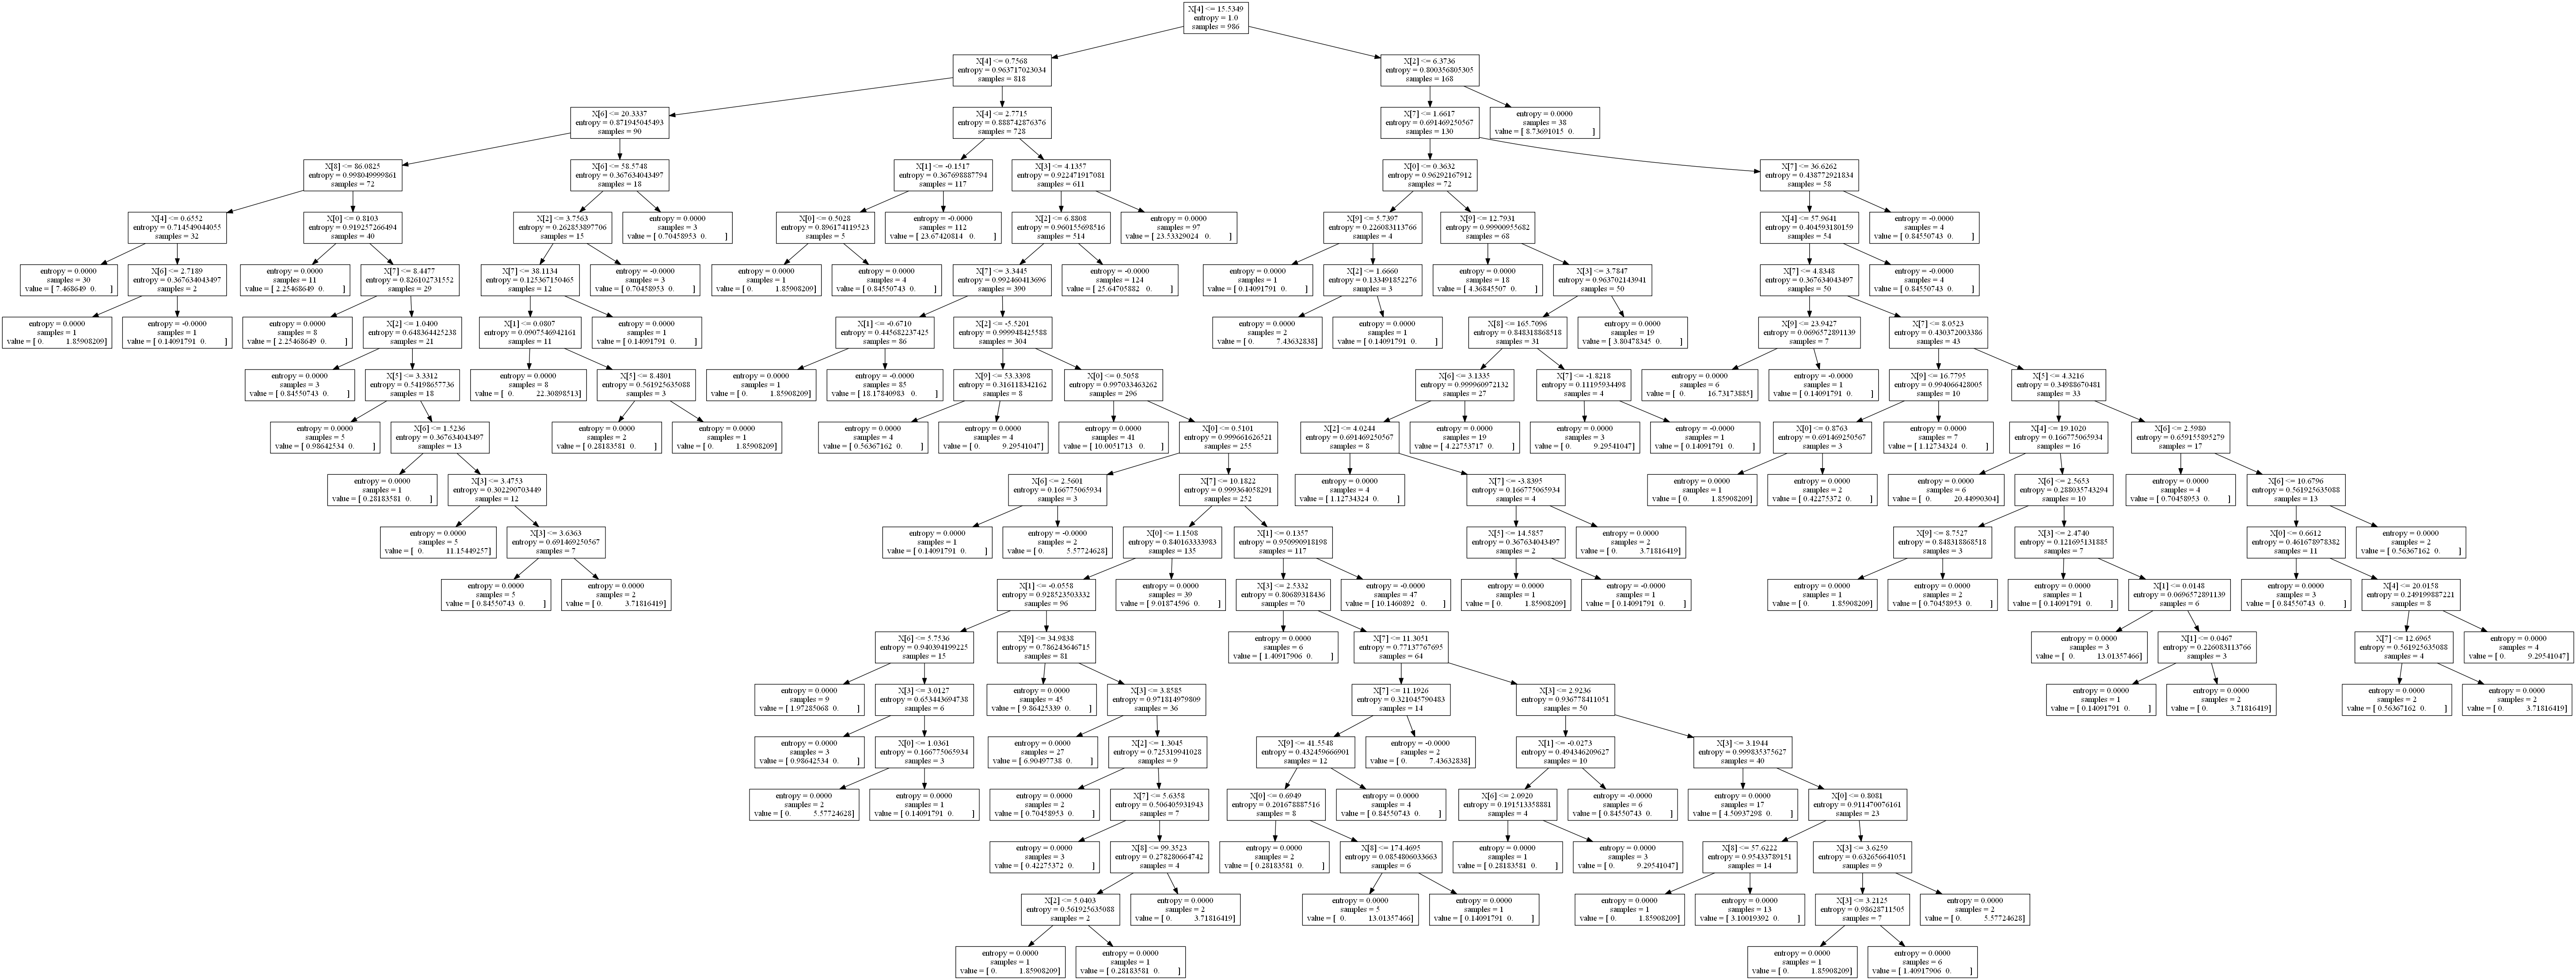 X[4] <= 15.5349
entropy = 1.0
samples = 986
X[4] <= 0.7568
entropy = 0.963717023034
samples = 818
X[2] <= 6.3736
entropy = 0.800356805305
samples = 168
X[6] <= 20.3337
entropy = 0.871945045493
samples = 90
X[4] <= 2.7715
entropy = 0.888742876376
samples = 728
X[7] <= 1.6617
entropy = 0.691469250567
samples = 130
entropy = 0.0000
samples = 38
value = [ 8.73691015 0. ]
X[8] <= 86.0825
entropy = 0.998049999861
samples = 72
X[6] <= 58.5748
entropy = 0.367634043497
samples = 18
X[1] <= -0.1517
entropy = 0.367698887794
samples = 117
X[3] <= 4.1357
entropy = 0.922471917081
samples = 611
X[0] <= 0.3632
entropy = 0.96292167912
samples = 72
X[7] <= 36.6262
entropy = 0.438772921834
samples = 58
X[4] <= 0.6552
entropy = 0.714549044055
samples = 32
X[0] <= 0.8103
entropy = 0.919257266494
samples = 40
X[2] <= 3.7563
entropy = 0.262853897706
samples = 15
entropy = 0.0000
samples = 3
value = [ 0.70458953 0. ]
X[0] <= 0.5028
entropy = 0.896174119523
samples = 5
entropy = -0.0000
samples = 112
value = [ 23.67420814 0. ]
X[2] <= 6.8808
entropy = 0.960155698516
samples = 514
entropy = 0.0000
samples = 97
value = [ 23.53329024 0. ]
X[9] <= 5.7397
entropy = 0.226083113766
samples = 4
X[9] <= 12.7931
entropy = 0.99900955682
samples = 68
X[4] <= 57.9641
entropy = 0.404593180159
samples = 54
entropy = -0.0000
samples = 4
value = [ 0.84550743 0. ]
entropy = 0.0000
samples = 30
value = [ 7.468649 0. ]
X[6] <= 2.7189
entropy = 0.367634043497
samples = 2
entropy = 0.0000
samples = 11
value = [ 2.25468649 0. ]
X[7] <= 8.4477
entropy = 0.826102731552
samples = 29
X[7] <= 38.1134
entropy = 0.125367150465
samples = 12
entropy = -0.0000
samples = 3
value = [ 0.70458953 0. ]
entropy = 0.0000
samples = 1
value = [ 0. 1.85908209]
entropy = 0.0000
samples = 4
value = [ 0.84550743 0. ]
X[7] <= 3.3445
entropy = 0.992460413696
samples = 390
entropy = -0.0000
samples = 124
value = [ 25.64705882 0. ]
entropy = 0.0000
samples = 1
value = [ 0.14091791 0. ]
X[2] <= 1.6660
entropy = 0.133491852276
samples = 3
entropy = 0.0000
samples = 18
value = [ 4.36845507 0. ]
X[3] <= 3.7847
entropy = 0.963702143941
samples = 50
X[7] <= 4.8348
entropy = 0.367634043497
samples = 50
entropy = -0.0000
samples = 4
value = [ 0.84550743 0. ]
entropy = 0.0000
samples = 1
value = [ 0. 1.85908209]
entropy = -0.0000
samples = 1
value = [ 0.14091791 0. ]
entropy = 0.0000
samples = 8
value = [ 2.25468649 0. ]
X[2] <= 1.0400
entropy = 0.648364425238
samples = 21
X[1] <= 0.0807
entropy = 0.0907546942161
samples = 11
entropy = 0.0000
samples = 1
value = [ 0.14091791 0. ]
X[1] <= -0.6710
entropy = 0.445682237425
samples = 86
X[2] <= -5.5201
entropy = 0.999948425588
samples = 304
entropy = 0.0000
samples = 2
value = [ 0. 7.43632838]
entropy = 0.0000
samples = 1
value = [ 0.14091791 0. ]
X[8] <= 165.7096
entropy = 0.848318868518
samples = 31
entropy = 0.0000
samples = 19
value = [ 3.80478345 0. ]
X[9] <= 23.9427
entropy = 0.0696572891139
samples = 7
X[7] <= 8.0523
entropy = 0.430372003386
samples = 43
entropy = 0.0000
samples = 3
value = [ 0.84550743 0. ]
X[5] <= 3.3312
entropy = 0.54198657736
samples = 18
entropy = 0.0000
samples = 8
value = [ 0. 22.30898513]
X[5] <= 8.4801
entropy = 0.561925635088
samples = 3
entropy = 0.0000
samples = 1
value = [ 0. 1.85908209]
entropy = -0.0000
samples = 85
value = [ 18.17840983 0. ]
X[9] <= 53.3398
entropy = 0.316118342162
samples = 8
X[0] <= 0.5058
entropy = 0.997033463262
samples = 296
X[6] <= 3.1335
entropy = 0.999960972132
samples = 27
X[7] <= -1.8218
entropy = 0.11195934498
samples = 4
entropy = 0.0000
samples = 6
value = [ 0. 16.73173885]
entropy = -0.0000
samples = 1
value = [ 0.14091791 0. ]
X[9] <= 16.7795
entropy = 0.994066428005
samples = 10
X[5] <= 4.3216
entropy = 0.34988670481
samples = 33
entropy = 0.0000
samples = 5
value = [ 0.98642534 0. ]
X[6] <= 1.5236
entropy = 0.367634043497
samples = 13
entropy = 0.0000
samples = 2
value = [ 0.28183581 0. ]
entropy = 0.0000
samples = 1
value = [ 0. 1.85908209]
entropy = 0.0000
samples = 4
value = [ 0.56367162 0. ]
entropy = 0.0000
samples = 4
value = [ 0. 9.29541047]
entropy = 0.0000
samples = 41
value = [ 10.0051713 0. ]
X[0] <= 0.5101
entropy = 0.999661626521
samples = 255
X[2] <= 4.0244
entropy = 0.691469250567
samples = 8
entropy = 0.0000
samples = 19
value = [ 4.22753717 0. ]
entropy = 0.0000
samples = 3
value = [ 0. 9.29541047]
entropy = -0.0000
samples = 1
value = [ 0.14091791 0. ]
X[0] <= 0.8763
entropy = 0.691469250567
samples = 3
entropy = 0.0000
samples = 7
value = [ 1.12734324 0. ]
X[4] <= 19.1020
entropy = 0.166775065934
samples = 16
X[6] <= 2.5980
entropy = 0.659155895279
samples = 17
entropy = 0.0000
samples = 1
value = [ 0.28183581 0. ]
X[3] <= 3.4753
entropy = 0.302290703449
samples = 12
X[6] <= 2.5601
entropy = 0.166775065934
samples = 3
X[7] <= 10.1822
entropy = 0.999364058291
samples = 252
entropy = 0.0000
samples = 4
value = [ 1.12734324 0. ]
X[7] <= -3.8395
entropy = 0.166775065934
samples = 4
entropy = 0.0000
samples = 1
value = [ 0. 1.85908209]
entropy = 0.0000
samples = 2
value = [ 0.42275372 0. ]
entropy = 0.0000
samples = 6
value = [ 0. 20.44990304]
X[6] <= 2.5653
entropy = 0.288035743294
samples = 10
entropy = 0.0000
samples = 4
value = [ 0.70458953 0. ]
X[6] <= 10.6796
entropy = 0.561925635088
samples = 13
entropy = 0.0000
samples = 5
value = [ 0. 11.15449257]
X[3] <= 3.6363
entropy = 0.691469250567
samples = 7
entropy = 0.0000
samples = 1
value = [ 0.14091791 0. ]
entropy = -0.0000
samples = 2
value = [ 0. 5.57724628]
X[0] <= 1.1508
entropy = 0.840163333983
samples = 135
X[1] <= 0.1357
entropy = 0.950990918198
samples = 117
X[5] <= 14.5857
entropy = 0.367634043497
samples = 2
entropy = 0.0000
samples = 2
value = [ 0. 3.71816419]
X[9] <= 8.7527
entropy = 0.848318868518
samples = 3
X[3] <= 2.4740
entropy = 0.121695131885
samples = 7
X[0] <= 0.6612
entropy = 0.461678978382
samples = 11
entropy = 0.0000
samples = 2
value = [ 0.56367162 0. ]
entropy = 0.0000
samples = 5
value = [ 0.84550743 0. ]
entropy = 0.0000
samples = 2
value = [ 0. 3.71816419]
X[1] <= -0.0558
entropy = 0.928523503332
samples = 96
entropy = 0.0000
samples = 39
value = [ 9.01874596 0. ]
X[3] <= 2.5332
entropy = 0.80689318436
samples = 70
entropy = -0.0000
samples = 47
value = [ 10.1460892 0. ]
entropy = 0.0000
samples = 1
value = [ 0. 1.85908209]
entropy = -0.0000
samples = 1
value = [ 0.14091791 0. ]
entropy = 0.0000
samples = 1
value = [ 0. 1.85908209]
entropy = 0.0000
samples = 2
value = [ 0.70458953 0. ]
entropy = 0.0000
samples = 1
value = [ 0.14091791 0. ]
X[1] <= 0.0148
entropy = 0.0696572891139
samples = 6
entropy = 0.0000
samples = 3
value = [ 0.84550743 0. ]
X[4] <= 20.0158
entropy = 0.249199887221
samples = 8
X[6] <= 5.7536
entropy = 0.940394199225
samples = 15
X[9] <= 34.9838
entropy = 0.786243646715
samples = 81
entropy = 0.0000
samples = 6
value = [ 1.40917906 0. ]
X[7] <= 11.3051
entropy = 0.77137767695
samples = 64
entropy = 0.0000
samples = 3
value = [ 0. 13.01357466]
X[1] <= 0.0467
entropy = 0.226083113766
samples = 3
X[7] <= 12.6965
entropy = 0.561925635088
samples = 4
entropy = 0.0000
samples = 4
value = [ 0. 9.29541047]
entropy = 0.0000
samples = 9
value = [ 1.97285068 0. ]
X[3] <= 3.0127
entropy = 0.653443694738
samples = 6
entropy = 0.0000
samples = 45
value = [ 9.86425339 0. ]
X[3] <= 3.8585
entropy = 0.971814979809
samples = 36
X[7] <= 11.1926
entropy = 0.321045790483
samples = 14
X[3] <= 2.9236
entropy = 0.936778411051
samples = 50
entropy = 0.0000
samples = 1
value = [ 0.14091791 0. ]
entropy = 0.0000
samples = 2
value = [ 0. 3.71816419]
entropy = 0.0000
samples = 2
value = [ 0.56367162 0. ]
entropy = 0.0000
samples = 2
value = [ 0. 3.71816419]
entropy = 0.0000
samples = 3
value = [ 0.98642534 0. ]
X[0] <= 1.0361
entropy = 0.166775065934
samples = 3
entropy = 0.0000
samples = 27
value = [ 6.90497738 0. ]
X[2] <= 1.3045
entropy = 0.725319941028
samples = 9
X[9] <= 41.5548
entropy = 0.432459666901
samples = 12
entropy = -0.0000
samples = 2
value = [ 0. 7.43632838]
X[1] <= -0.0273
entropy = 0.494346209627
samples = 10
X[3] <= 3.1944
entropy = 0.999835375627
samples = 40
entropy = 0.0000
samples = 2
value = [ 0. 5.57724628]
entropy = 0.0000
samples = 1
value = [ 0.14091791 0. ]
entropy = 0.0000
samples = 2
value = [ 0.70458953 0. ]
X[7] <= 5.6358
entropy = 0.506405931943
samples = 7
X[0] <= 0.6949
entropy = 0.201678887516
samples = 8
entropy = 0.0000
samples = 4
value = [ 0.84550743 0. ]
X[6] <= 2.0920
entropy = 0.191513358881
samples = 4
entropy = -0.0000
samples = 6
value = [ 0.84550743 0. ]
entropy = 0.0000
samples = 17
value = [ 4.50937298 0. ]
X[0] <= 0.8081
entropy = 0.911470076161
samples = 23
entropy = 0.0000
samples = 3
value = [ 0.42275372 0. ]
X[8] <= 99.3523
entropy = 0.278280664742
samples = 4
entropy = 0.0000
samples = 2
value = [ 0.28183581 0. ]
X[8] <= 174.4695
entropy = 0.0854806033663
samples = 6
entropy = 0.0000
samples = 1
value = [ 0.28183581 0. ]
entropy = 0.0000
samples = 3
value = [ 0. 9.29541047]
X[8] <= 57.6222
entropy = 0.95433789151
samples = 14
X[3] <= 3.6259
entropy = 0.632656641051
samples = 9
X[2] <= 5.0403
entropy = 0.561925635088
samples = 2
entropy = 0.0000
samples = 2
value = [ 0. 3.71816419]
entropy = 0.0000
samples = 5
value = [ 0. 13.01357466]
entropy = 0.0000
samples = 1
value = [ 0.14091791 0. ]
entropy = 0.0000
samples = 1
value = [ 0. 1.85908209]
entropy = 0.0000
samples = 13
value = [ 3.10019392 0. ]
X[3] <= 3.2125
entropy = 0.98628711505
samples = 7
entropy = 0.0000
samples = 2
value = [ 0. 5.57724628]
entropy = 0.0000
samples = 1
value = [ 0. 1.85908209]
entropy = 0.0000
samples = 1
value = [ 0.28183581 0. ]
entropy = 0.0000
samples = 1
value = [ 0. 1.85908209]
entropy = 0.0000
samples = 6
value = [ 1.40917906 0. ]